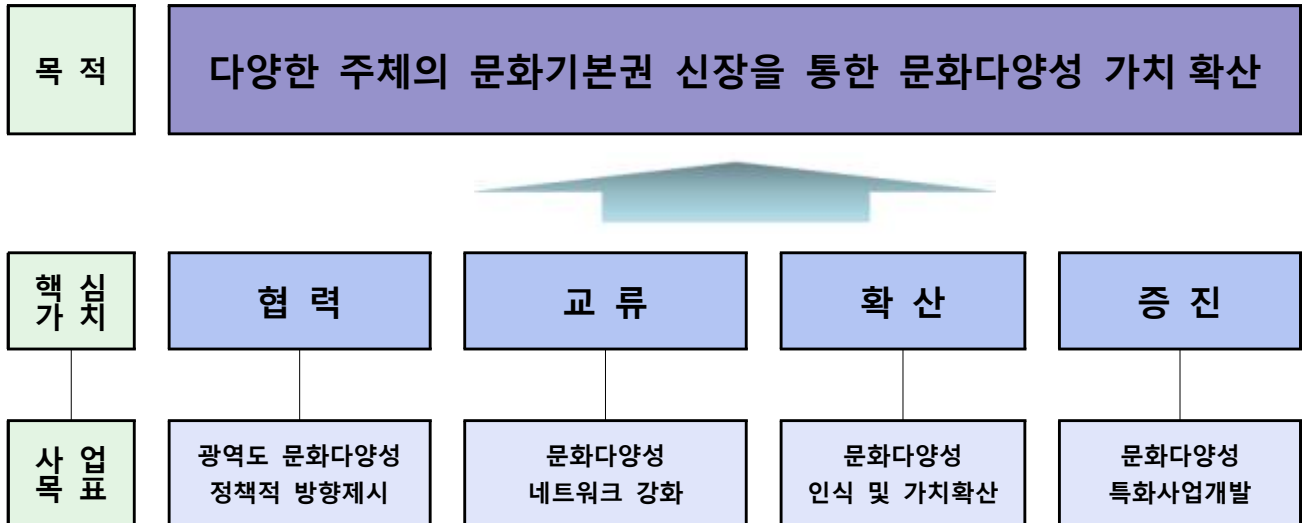 목 적
다양한 주체의 문화기본권 신장을 통한 문화다양성 가치 확산
핵 심
가 치
협 력
교 류
확 산
증 진
사 업
목 표
광역도 문화다양성
정책적 방향제시
문화다양성
네트워크 강화
문화다양성
인식 및 가치확산
문화다양성
특화사업개발